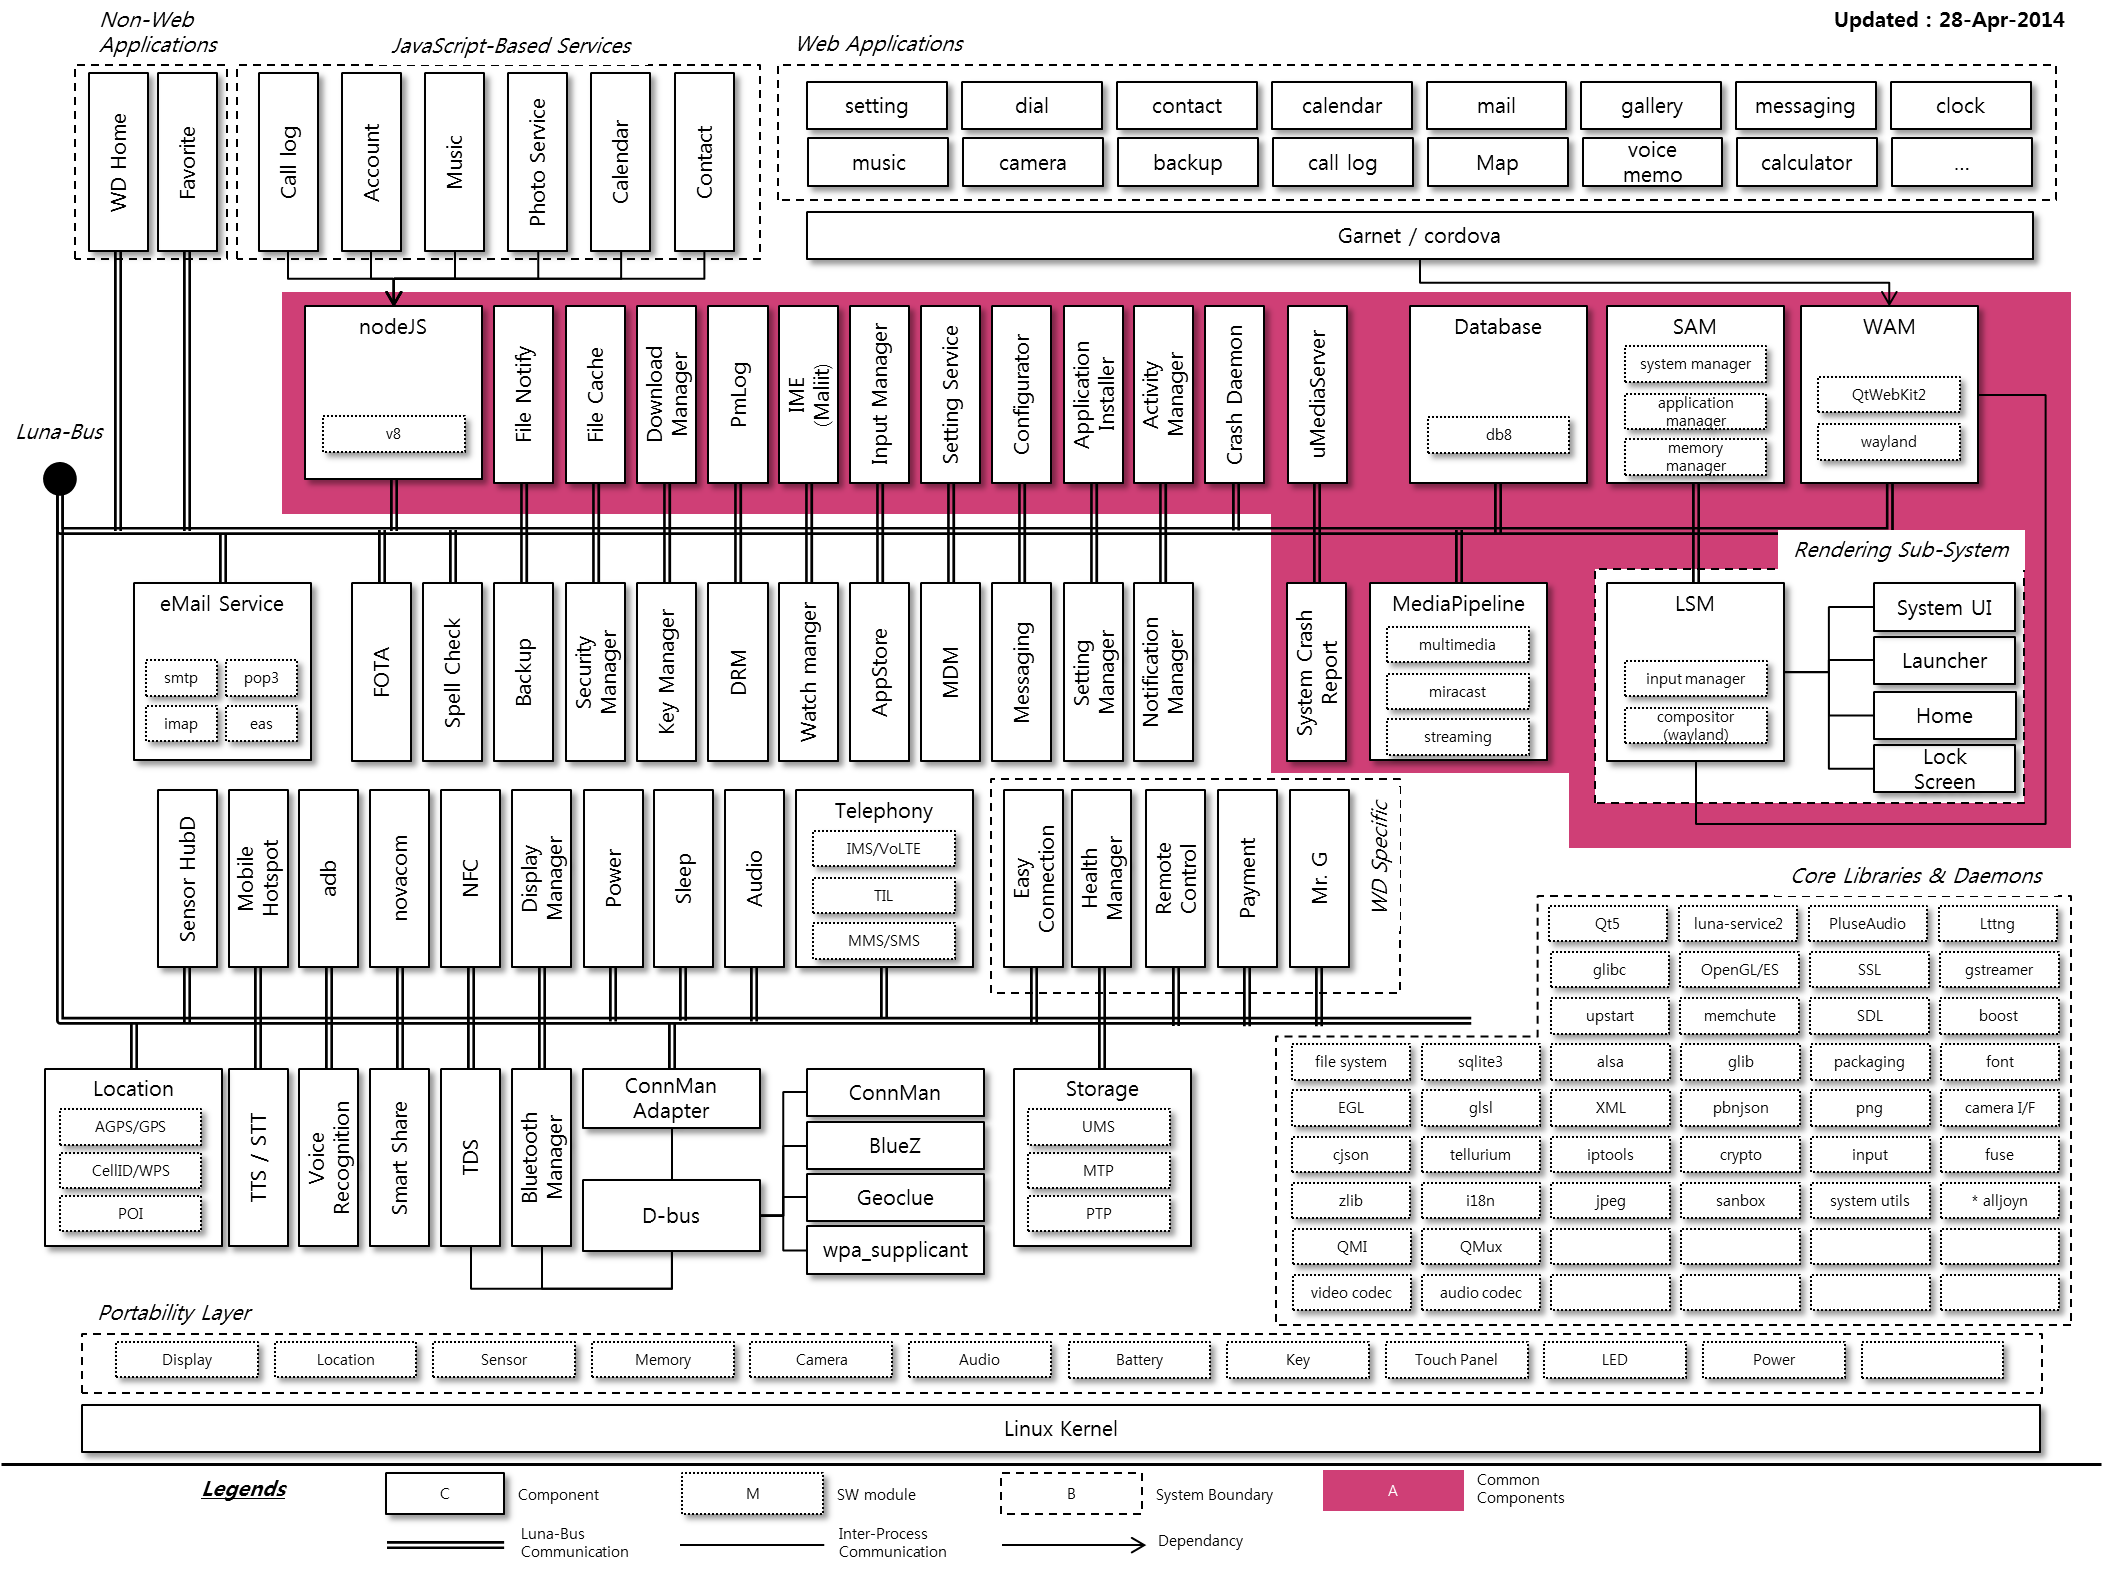 Non-Web
Applications
JavaScript-Based Services
Web Applications
Updated : 28-Apr-2014
WD Home
Favorite
Call log
Account
Music
Photo Service
Calendar
Contact
setting
dial
contact
calendar
mail
gallery
messaging
clock
music
camera
backup
call log
Map
voice
memo
calculator
...
Garnet / cordova
Luna-Bus
nodeJS
v8
File Notify
File Cache
Download
Manager
PmLog
IME
(Maliit)
Input Manager
Setting Service
Configurator
Application
Installer
Activity
Manager
Crash Daemon
uMediaServer
Database
db8
SAM
system manager
application
manager
memory
manager
WAM
QtWebKit2
wayland
eMail Service
smtp
pop3
imap
eas
FOTA
Spell Check
Backup
Security
Manager
Key Manager
DRM
Watch manger
AppStore
MDM
Messaging
Setting
Manager
Notification
Manager
System Crash
Report
MediaPipeline
multimedia
miracast
streaming
Rendering Sub-System
LSM
input manager
compositor
(wayland)
System UI
Launcher
Home
Lock
Screen
Sensor HubD
Mobile
Hotspot
adb
novacom
NFC
Display
Manager
Power
Sleep
Audio
Telephony
IMS/VoLTE
TIL
MMS/SMS
Easy
Connection
Health
Manager
Remote
Control
Payment
Mr. G
WD Specific
Location
AGPS/GPS
CellID/WPS
POI
TTS / STT
Voice
Recognition
Smart Share
TDS
Bluetooth
Manager
ConnMan
Adapter
D-bus
ConnMan
BlueZ
Geoclue
wpa_supplicant
Storage
UMS
MTP
PTP
Core Libraries & Daemons
Qt5
luna-service2
PluseAudio
Lttng
glibc
OpenGL/ES
SSL
gstreamer
upstart
memchute
SDL
boost
file system
sqlite3
alsa
glib
packaging
font
EGL
glsl
XML
pbnjson
png
camera I/F
cjson
tellurium
iptools
crypto
input
fuse
zlib
i18n
jpeg
sanbox
system utils
* alljoyn
QMI
QMux
video codec
audio codec
Portability Layer
Display
Location
Sensor
Memory
Camera
Audio
Battery
Key
Touch Panel
LED
Power
Linux Kernel
Legends
C
Component
M
SW module
B
System Boundary
A
Common
Components
Luna-Bus
Communication
Inter-Process
Communication
Dependancy